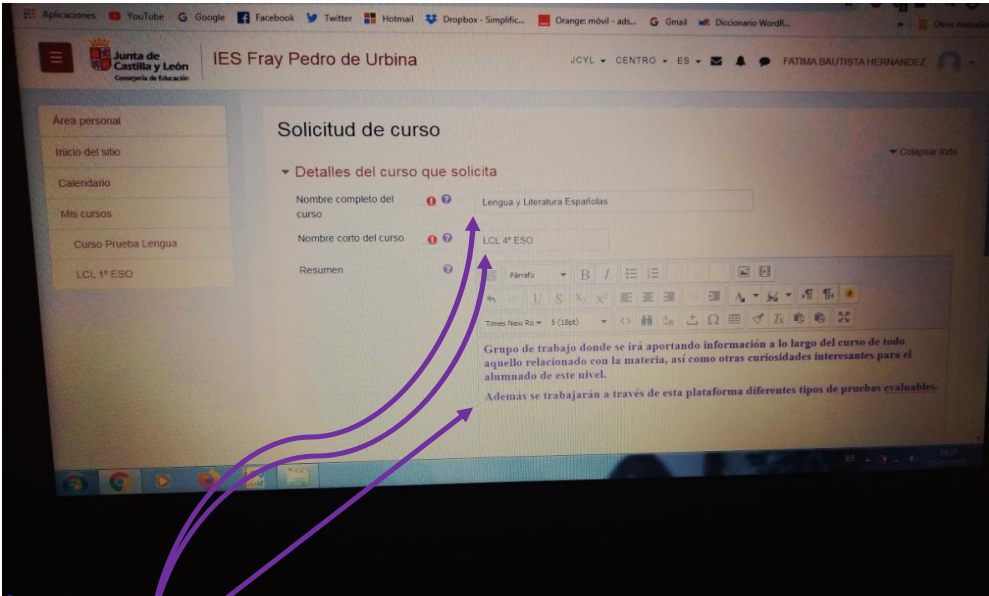 Aplicaciones YouTube Google Facebook Twitter Hotmail Dropbox - Simplific... Orange: móvil - ads... Gmail Diccionario WordR...
Junta de
Castilla y León
Consejería de Educación
IES Fray Pedro de Urbina
JCYL CENTRO ES FATIMA BAUTISTA HERNANDEZ
Área personal
Inicio del sitio
Calendario
Mis cursos
Curso Prueba Lengua
LCL 1º ESO
Solicitud de curso
Colapsar todo
Detalles del curso que solicita
Nombre completo del
curso
Lengua y Literatura Españolas
Nombre corto del curso
LCL 4º ESO
Resumen
Párrafo B I
U S X₂ X²
Times New Ro 5 (18pt)
Grupo de trabajo donde se irá aportando información a lo largo del curso de todo
aquello relacionado con la materia, así como otras curiosidades interesantes para el
alumnado de este nivel.
Además se trabajarán a través de esta plataforma diferentes tipos de pruebas evaluables.
ES